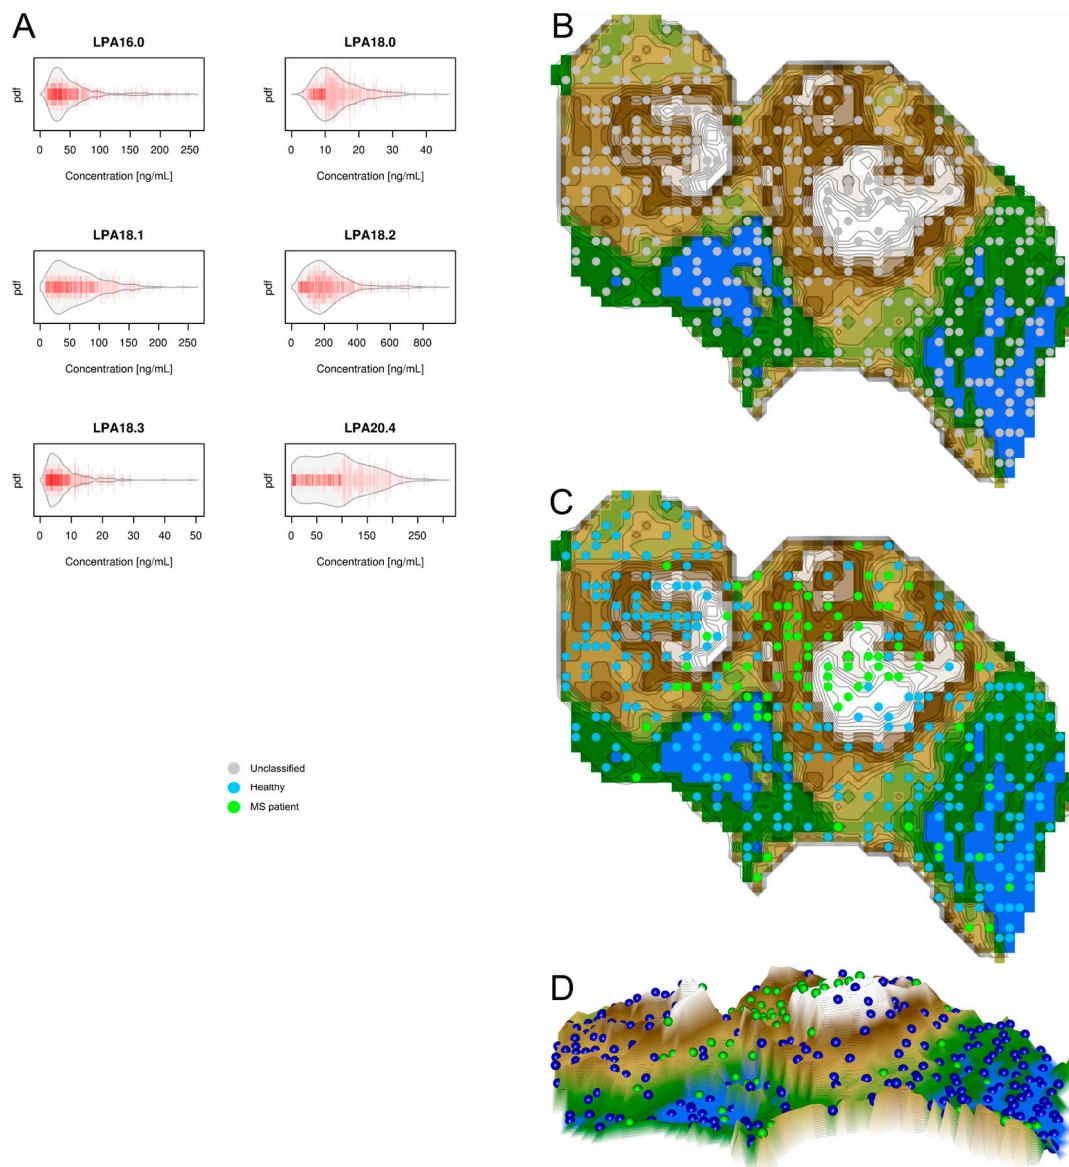 A
LPA16.0
pdf
0 50 100 150 200 250
Concentration [ng/mL]
LPA18.0
pdf
0 10 20 30 40
Concentration [ng/mL]
LPA18.1
pdf
0 50 100 150 200 250
Concentration [ng/mL]
LPA18.2
pdf
0 200 400 600 800
Concentration [ng/mL]
LPA18.3
pdf
0 10 20 30 40 50
Concentration [ng/mL]
LPA20.4
pdf
0 50 100 150 200 250
Concentration [ng/mL]
Unclassified
Healthy
MS patient
B
C
D